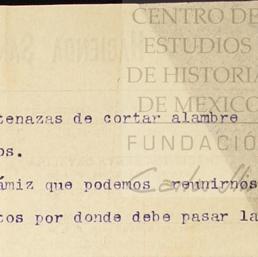 CENTRO DE
ESTUDIOS
DE HISTORIA
DE MEXICO
FUNDACIÓ
tenazas de cortar alambre
os.
ámiz que podemos reunirnos
tos por donde debe pasar la